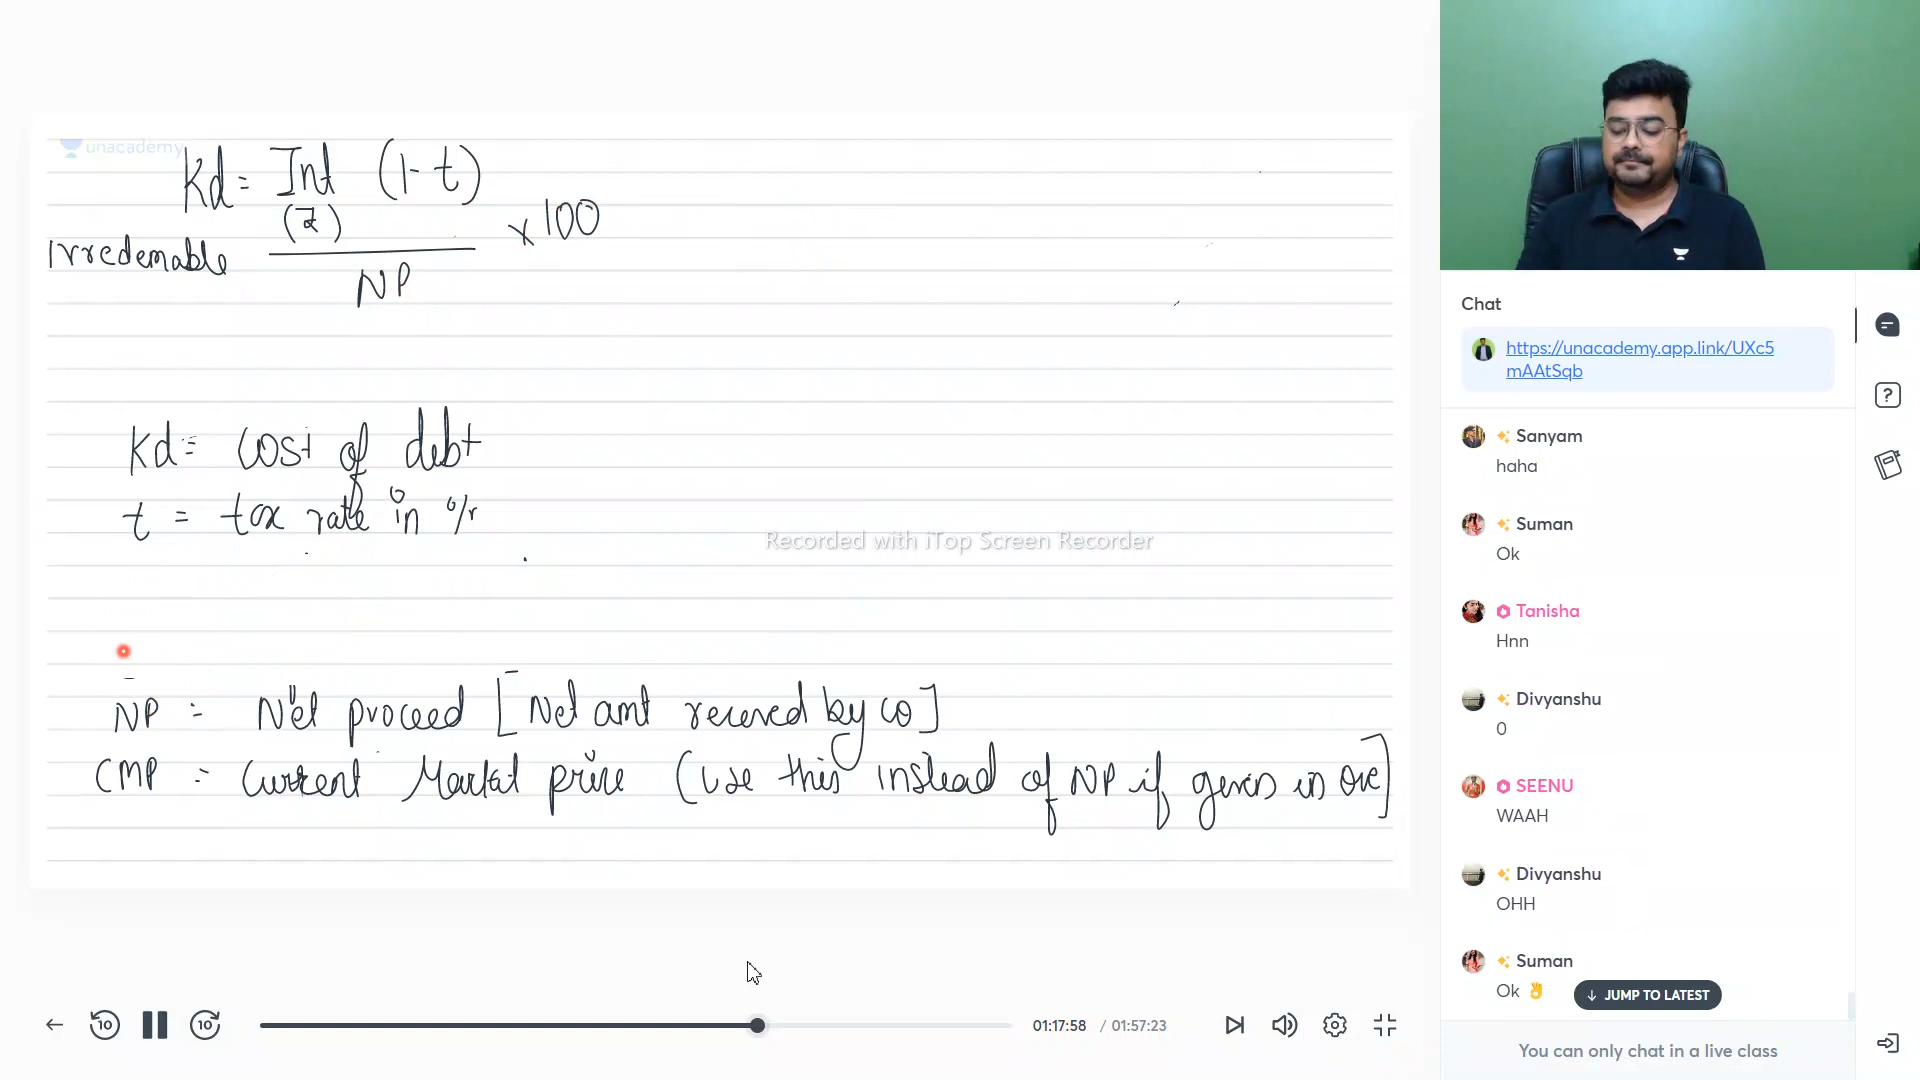 unacademy
Kd = Int (1-t)
(₹)
x 100
Irredemable
NP
Kd = cost of debt
t = tax rate in %
Recorded with iTop Screen Recorder
NP = Net proceed [Net amt received by co]
CMP = Current Market price (use this instead of NP if given in Que]
01:17:58 / 01:57:23
Chat
https://unacademy.app.link/UXc5
mAAtSqb
Sanyam
haha
Suman
Ok
Tanisha
Hnn
Divyanshu
0
SEENU
WAAH
Divyanshu
OHH
Suman
Ok 👌
↓ JUMP TO LATEST
You can only chat in a live class
10
10